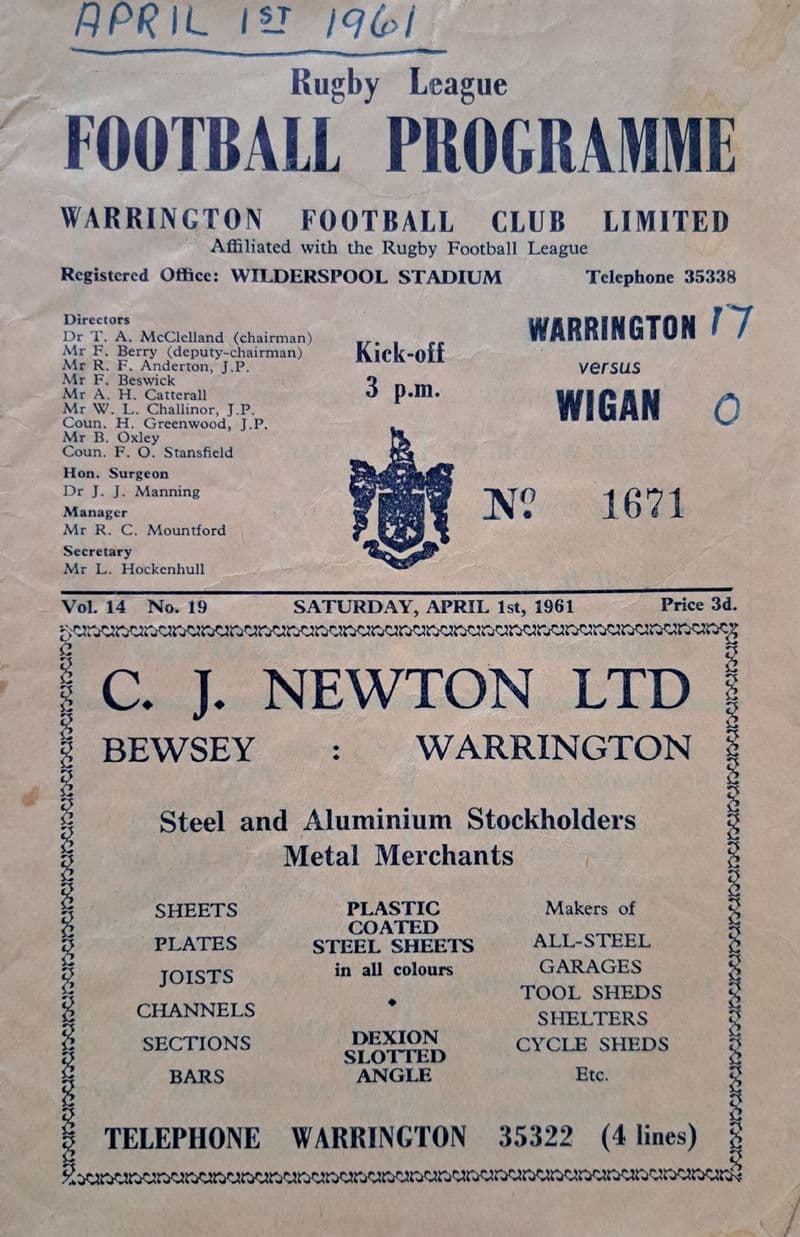 APRIL 1ST 1961
Rugby League
FOOTBALL PROGRAMME
WARRINGTON FOOTBALL CLUB LIMITED
Affiliated with the Rugby Football League
Registered Office: WILDERSPOOL STADIUM Telephone 35338
Directors
Dr T. A. McClelland (chairman)
Mr F. Berry (deputy-chairman)
Mr R. F. Anderton, J.P.
Mr F. Beswick
Mr A. H. Catterall
Mr W. L. Challinor, J.P.
Coun. H. Greenwood, J.P.
Mr B. Oxley
Coun. F. O. Stansfield
Hon. Surgeon
Dr J. J. Manning
Manager
Mr R. C. Mountford
Secretary
Mr L. Hockenhull
Kick-off
3 p.m.
WARRINGTON 17
versus
WIGAN 0
Nº 1671
Vol. 14 No. 19 SATURDAY, APRIL 1st, 1961 Price 3d.
C. J. NEWTON LTD
BEWSEY : WARRINGTON
Steel and Aluminium Stockholders
Metal Merchants
SHEETS
PLATES
JOISTS
CHANNELS
SECTIONS
BARS
PLASTIC
COATED
STEEL SHEETS
in all colours
DEXION
SLOTTED
ANGLE
Makers of
ALL-STEEL
GARAGES
TOOL SHEDS
SHELTERS
CYCLE SHEDS
Etc.
TELEPHONE WARRINGTON 35322 (4 lines)